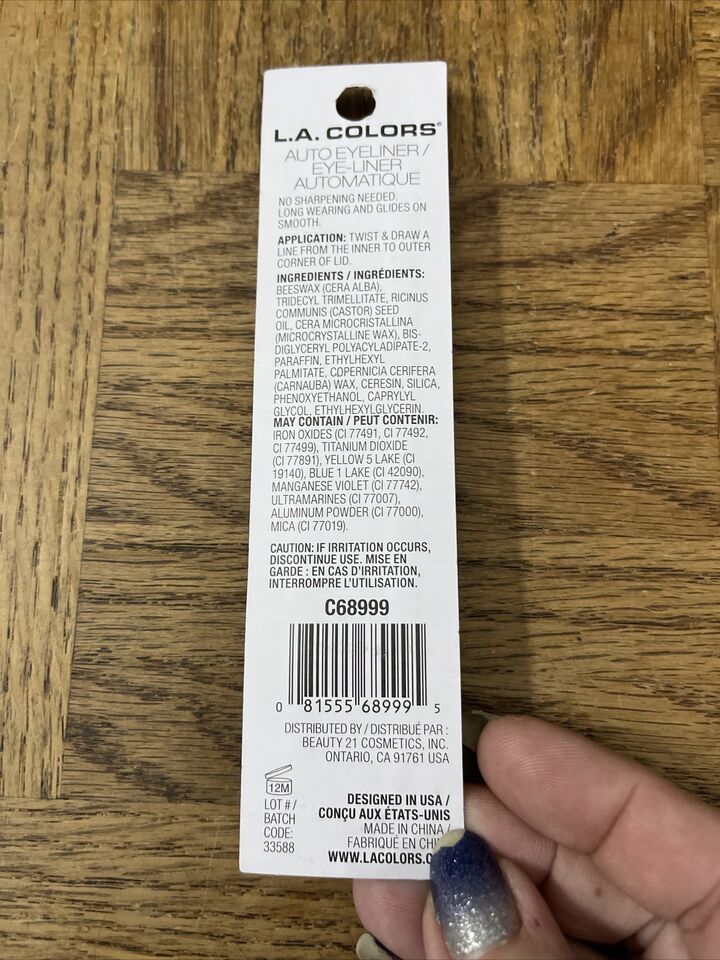 L.A. COLORS®
AUTO EYELINER /
EYE-LINER
AUTOMATIQUE
NO SHARPENING NEEDED.
LONG WEARING AND GLIDES ON
SMOOTH.
APPLICATION: TWIST & DRAW A
LINE FROM THE INNER TO OUTER
CORNER OF LID.
INGREDIENTS / INGRÉDIENTS:
BEESWAX (CERA ALBA),
TRIDECYL TRIMELLITATE, RICINUS
COMMUNIS (CASTOR) SEED
OIL, CERA MICROCRISTALLINA
(MICROCRYSTALLINE WAX), BIS-
DIGLYCERYL POLYACYLADIPATE-2,
PARAFFIN, ETHYLHEXYL
PALMITATE, COPERNICIA CERIFERA
(CARNAUBA) WAX, CERESIN, SILICA,
PHENOXYETHANOL, CAPRYLYL
GLYCOL, ETHYLHEXYLGLYCERIN.
MAY CONTAIN / PEUT CONTENIR:
IRON OXIDES (CI 77491, CI 77492,
CI 77499), TITANIUM DIOXIDE
(CI 77891), YELLOW 5 LAKE (CI
19140), BLUE 1 LAKE (CI 42090),
MANGANESE VIOLET (CI 77742),
ULTRAMARINES (CI 77007),
ALUMINUM POWDER (CI 77000),
MICA (CI 77019).
CAUTION: IF IRRITATION OCCURS,
DISCONTINUE USE. MISE EN
GARDE : EN CAS D'IRRITATION,
INTERROMPRE L'UTILISATION.
C68999
0 81555 68999 5
DISTRIBUTED BY / DISTRIBUÉ PAR :
BEAUTY 21 COSMETICS, INC.
ONTARIO, CA 91761 USA
12M
LOT # /
BATCH
CODE:
33588
DESIGNED IN USA /
CONÇU AUX ÉTATS-UNIS
MADE IN CHINA /
FABRIQUÉ EN
WWW.LACOLORS.